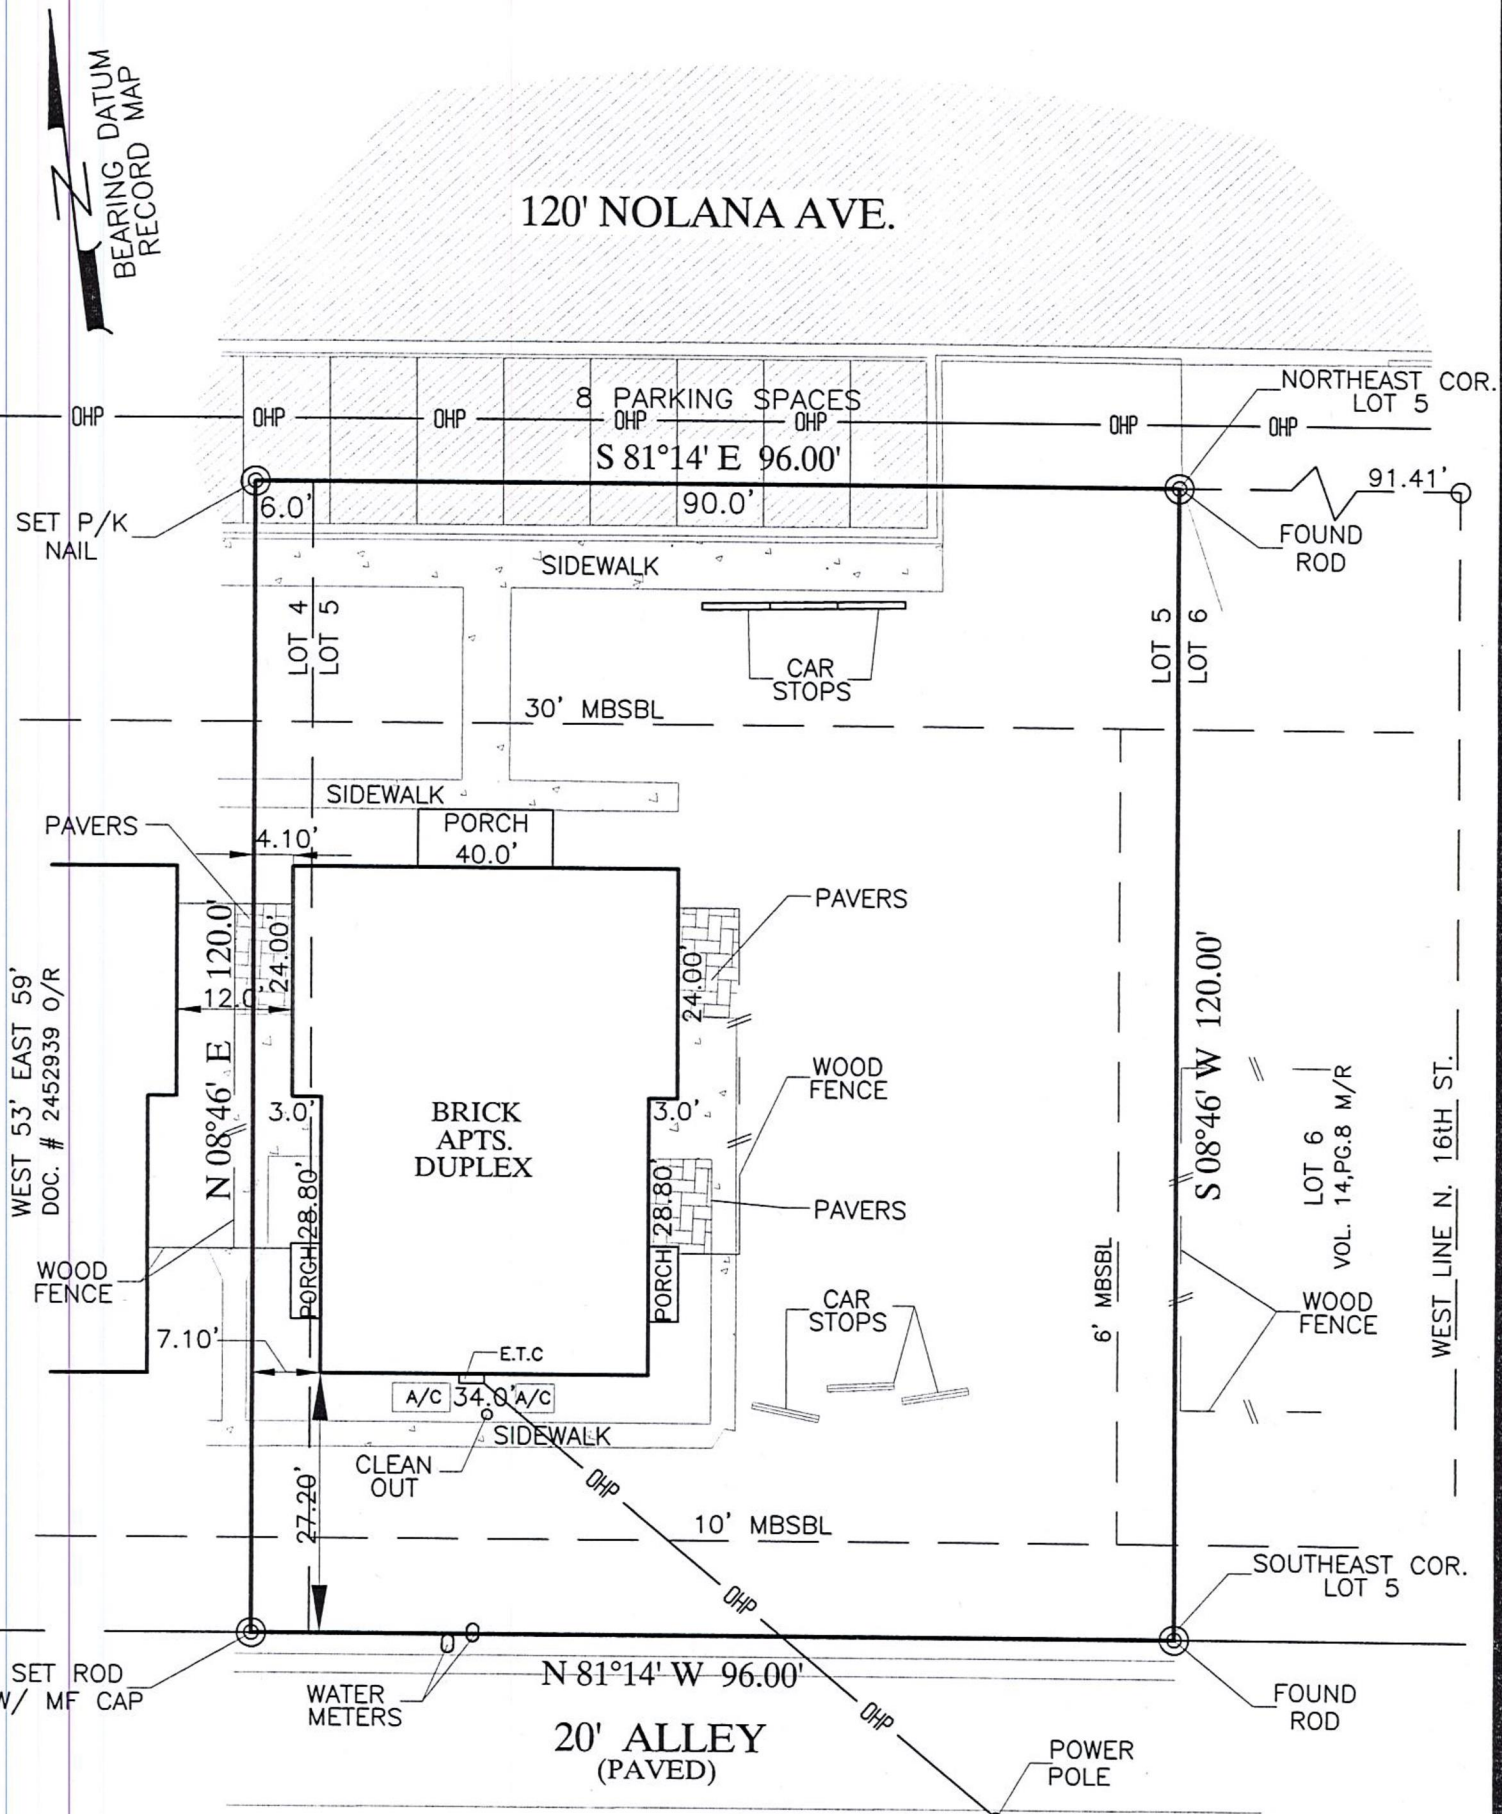 BEARING DATUM
RECORD MAP
120' NOLANA AVE.
8 PARKING SPACES
OHP
OHP
OHP
OHP
OHP
OHP
OHP
NORTHEAST COR.
LOT 5
S 81°14' E 96.00'
91.41'
6.0'
90.0'
SET P/K
NAIL
FOUND
ROD
SIDEWALK
LOT 4
LOT 5
LOT 5
LOT 6
CAR
STOPS
30' MBSBL
SIDEWALK
PAVERS
4.10'
PORCH
40.0'
PAVERS
N 08°46' E 120.0'
24.00'
24.00'
12.0'
S 08°46' W 120.00'
WEST 53' EAST 59'
DOC. # 2452939 O/R
WOOD
FENCE
3.0'
BRICK
APTS.
DUPLEX
3.0'
LOT 6
VOL. 14,PG.8 M/R
WEST LINE N. 16TH ST.
28.80'
28.80'
PAVERS
PORCH
PORCH
WOOD
FENCE
CAR
STOPS
6' MBSBL
WOOD
FENCE
7.10'
E.T.C
A/C
34.0'
A/C
SIDEWALK
CLEAN
OUT
OHP
27.20'
10' MBSBL
SOUTHEAST COR.
LOT 5
OHP
SET ROD
W/ MF CAP
WATER
METERS
N 81°14' W 96.00'
FOUND
ROD
OHP
20' ALLEY
(PAVED)
POWER
POLE